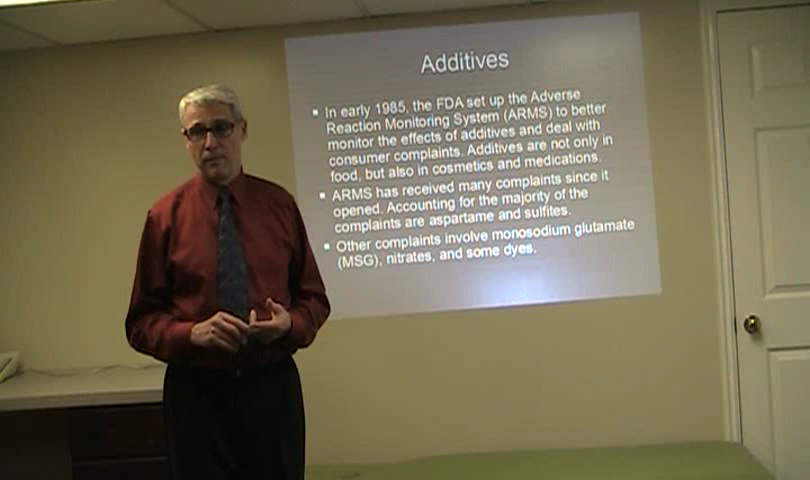 Additives
▪ In early 1985, the FDA set up the Adverse
Reaction Monitoring System (ARMS) to better
monitor the effects of additives and deal with
consumer complaints. Additives are not only in
food, but also in cosmetics and medications.
▪ ARMS has received many complaints since it
opened. Accounting for the majority of the
complaints are aspartame and sulfites.
▪ Other complaints involve monosodium glutamate
(MSG), nitrates, and some dyes.